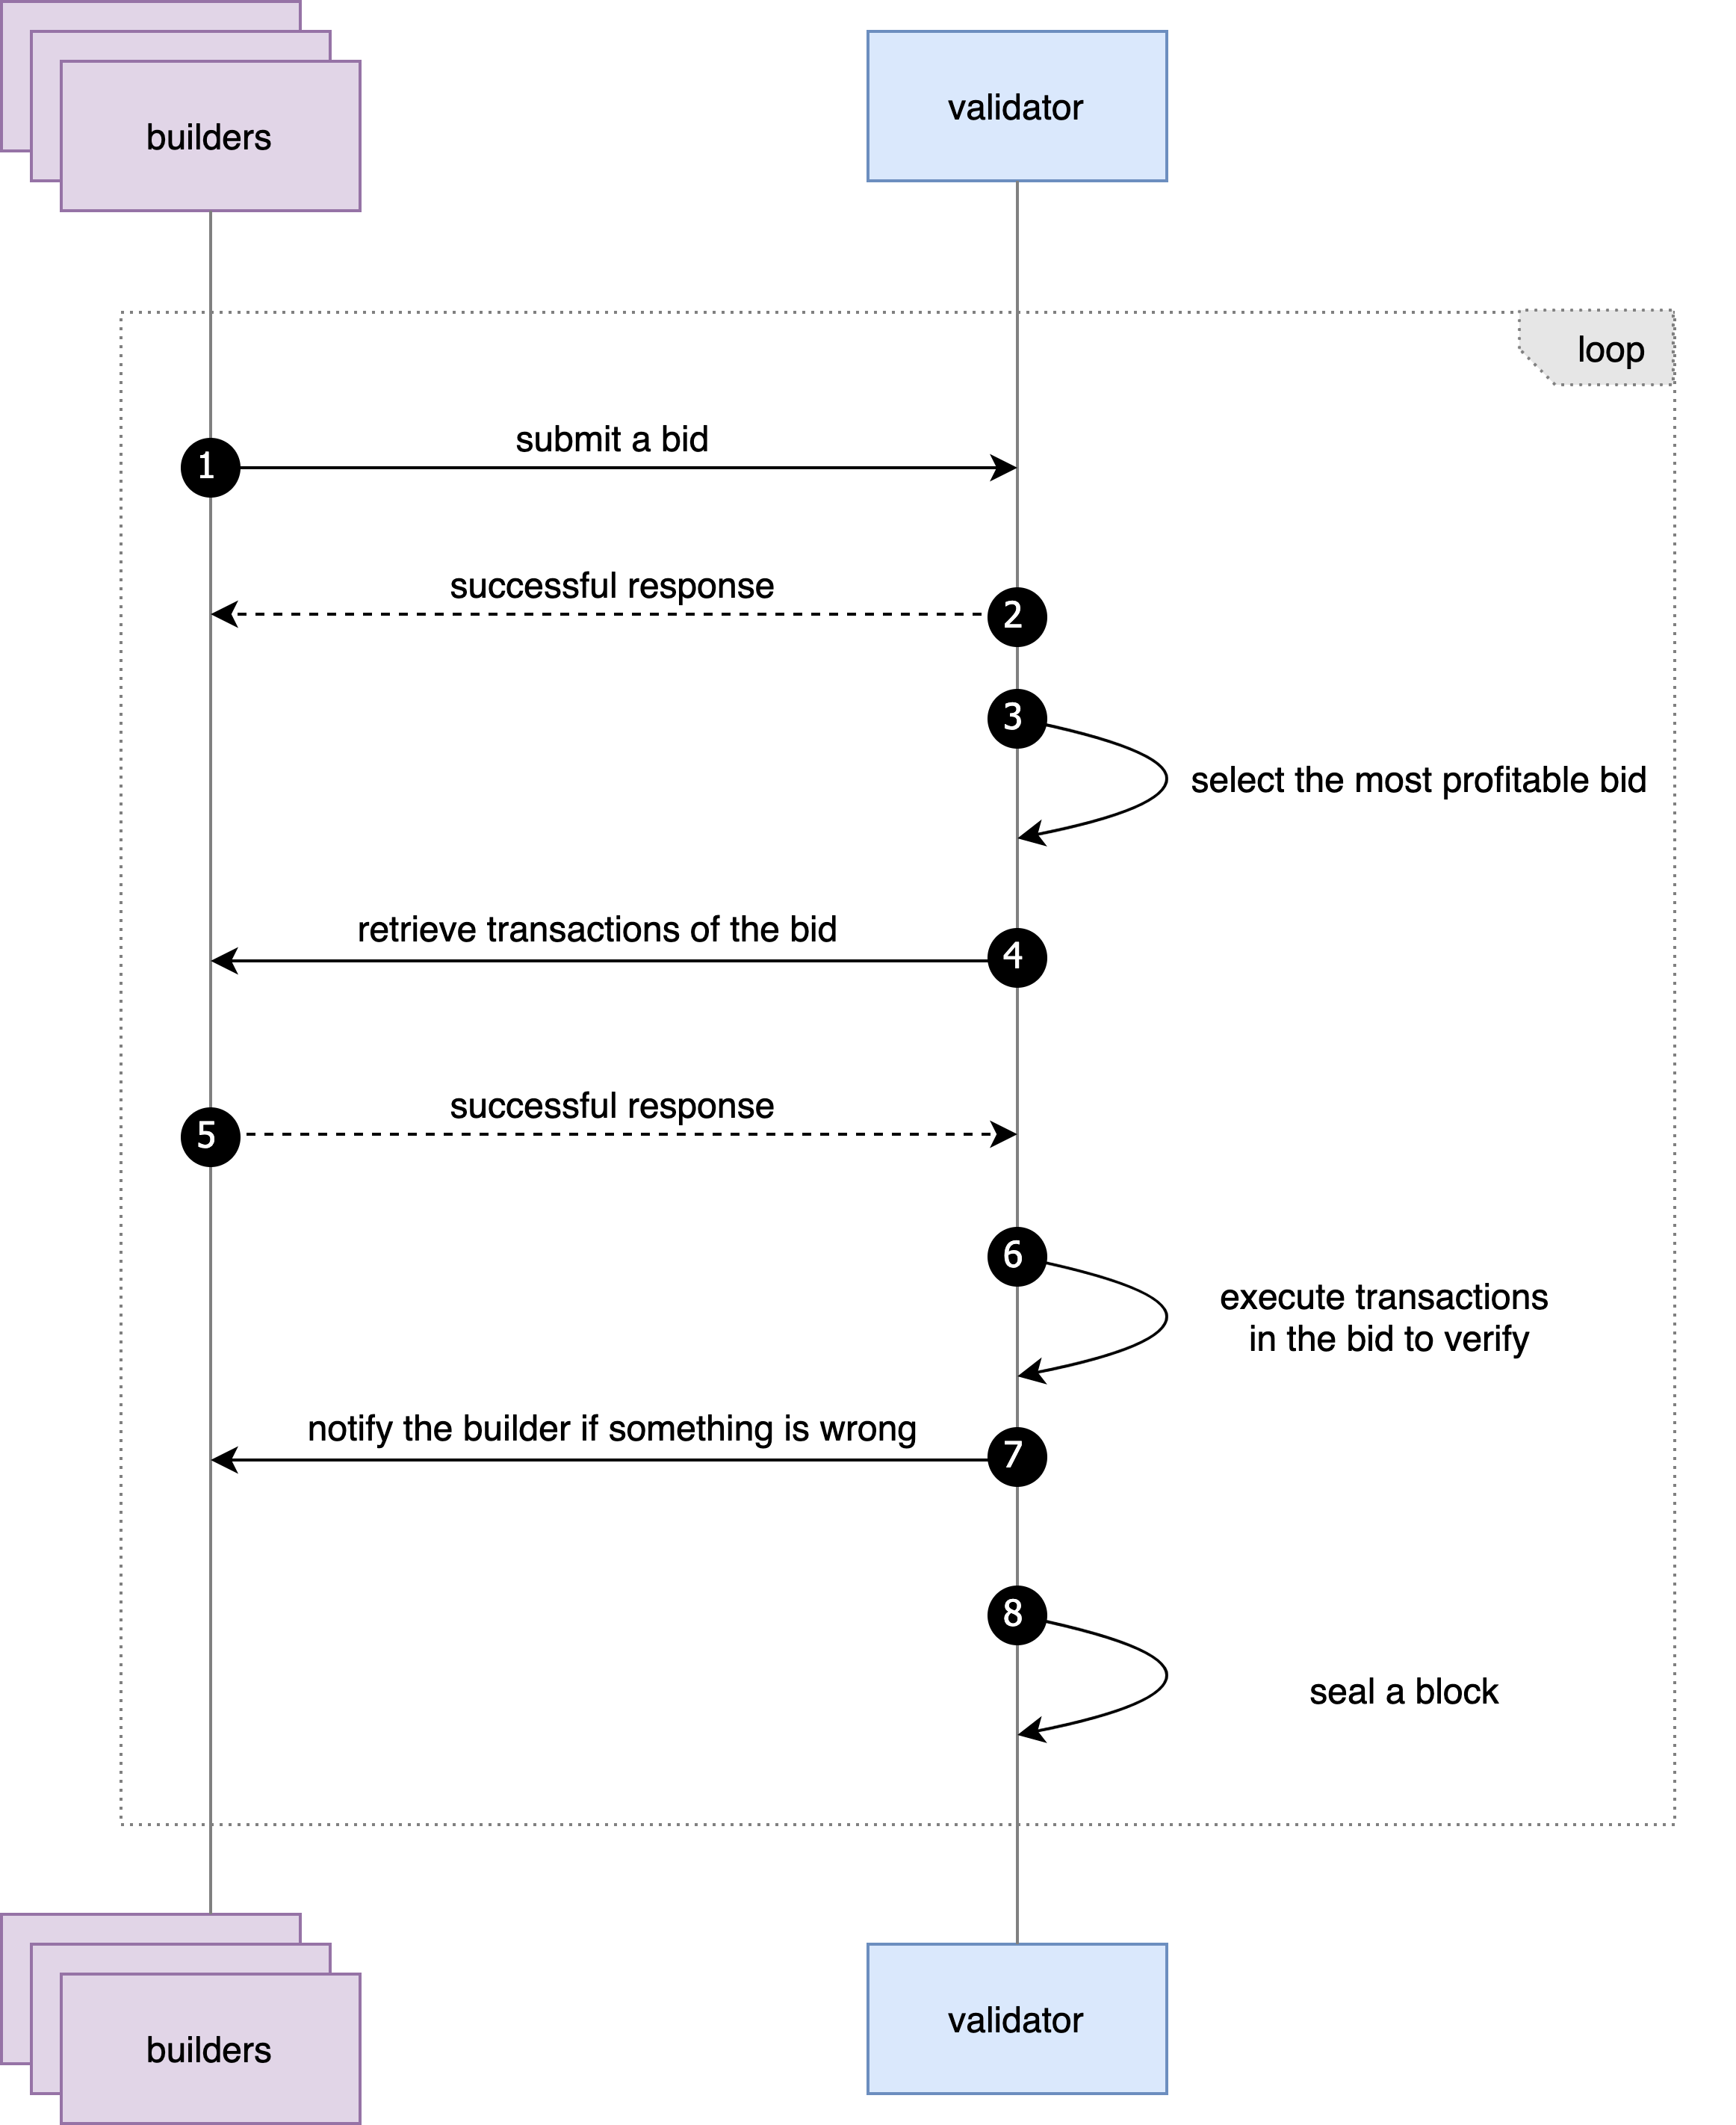 builders
validator
loop
1
submit a bid
successful response
2
3
select the most profitable bid
retrieve transactions of the bid
4
successful response
5
6
execute transactions
in the bid to verify
notify the builder if something is wrong
7
8
seal a block
validator
builders